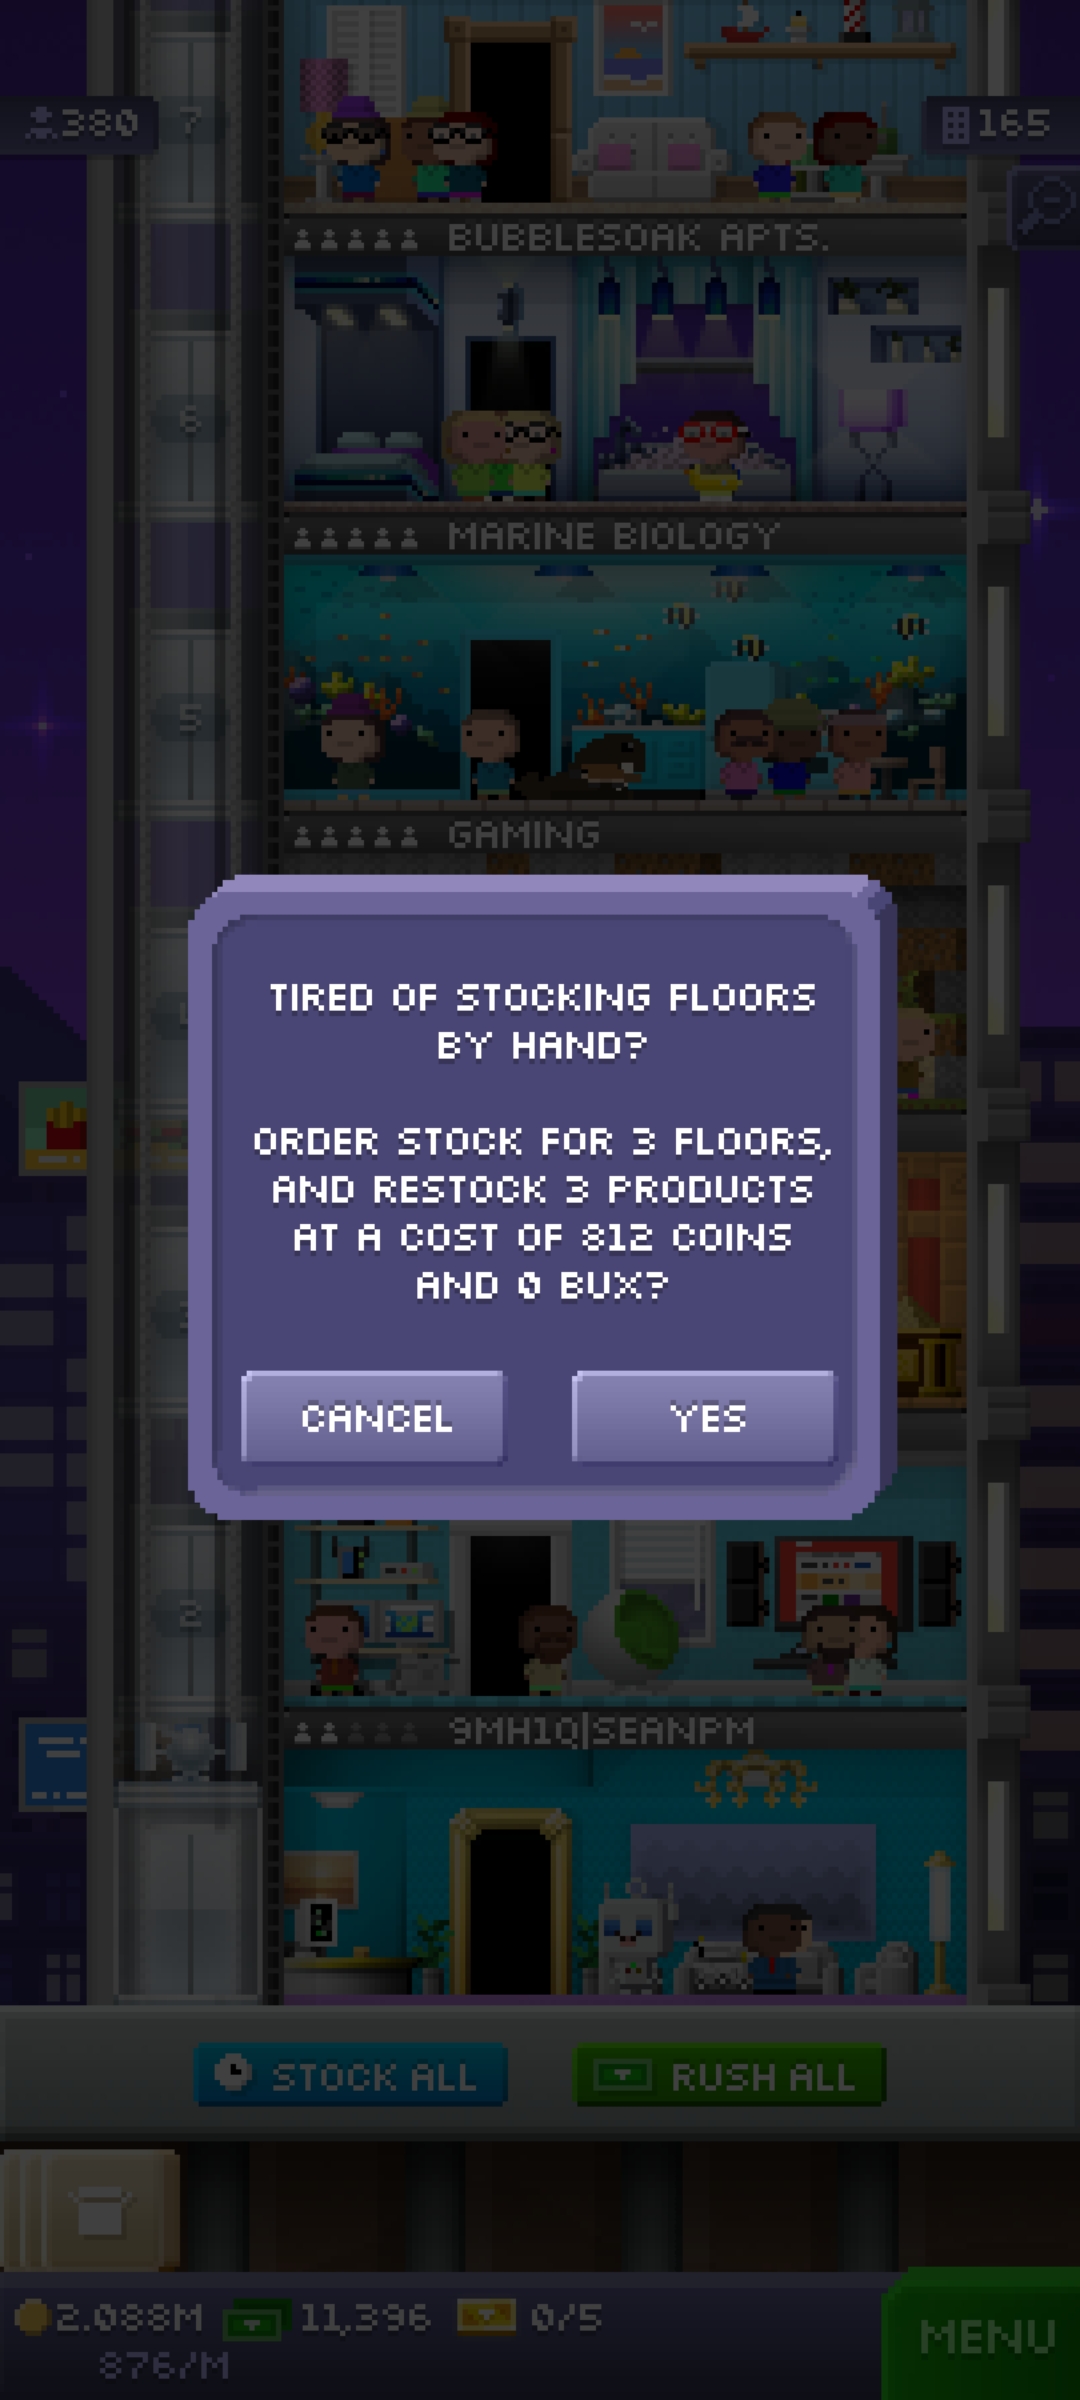 380
7
165
BUBBLESOAK APTS.
6
MARINE BIOLOGY
5
GAMING
TIRED OF STOCKING FLOORS
BY HAND?
ORDER STOCK FOR 3 FLOORS,
AND RESTOCK 3 PRODUCTS
AT A COST OF 812 COINS
AND 0 BUX?
CANCEL
YES
2
9MH1Q|SEANPM
STOCK ALL
RUSH ALL
2.088M
11,396
0/5
876/M
MENU